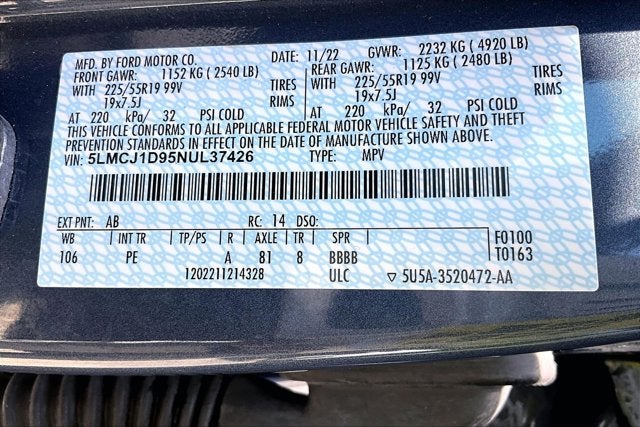 MFD. BY FORD MOTOR CO. DATE: 11/22 GVWR: 2232 KG ( 4920 LB)
FRONT GAWR: 1152 KG ( 2540 LB) REAR GAWR: 1125 KG ( 2480 LB)
WITH 225/55R19 99V TIRES WITH 225/55R19 99V TIRES
19x7.5J RIMS 19x7.5J RIMS
AT 220 kPa/ 32 PSI COLD AT 220 kPa/ 32 PSI COLD
THIS VEHICLE CONFORMS TO ALL APPLICABLE FEDERAL MOTOR VEHICLE SAFETY AND THEFT
PREVENTION STANDARDS IN EFFECT ON THE DATE OF MANUFACTURE SHOWN ABOVE.
VIN: 5LMCJ1D95NUL37426 TYPE: MPV
EXT PNT: AB RC: 14 DSO:
WB INT TR TP/PS R AXLE TR SPR F0100
106 PE A 81 8 BBBB T0163
1202211214328 ULC ▽ 5U5A-3520472-AA